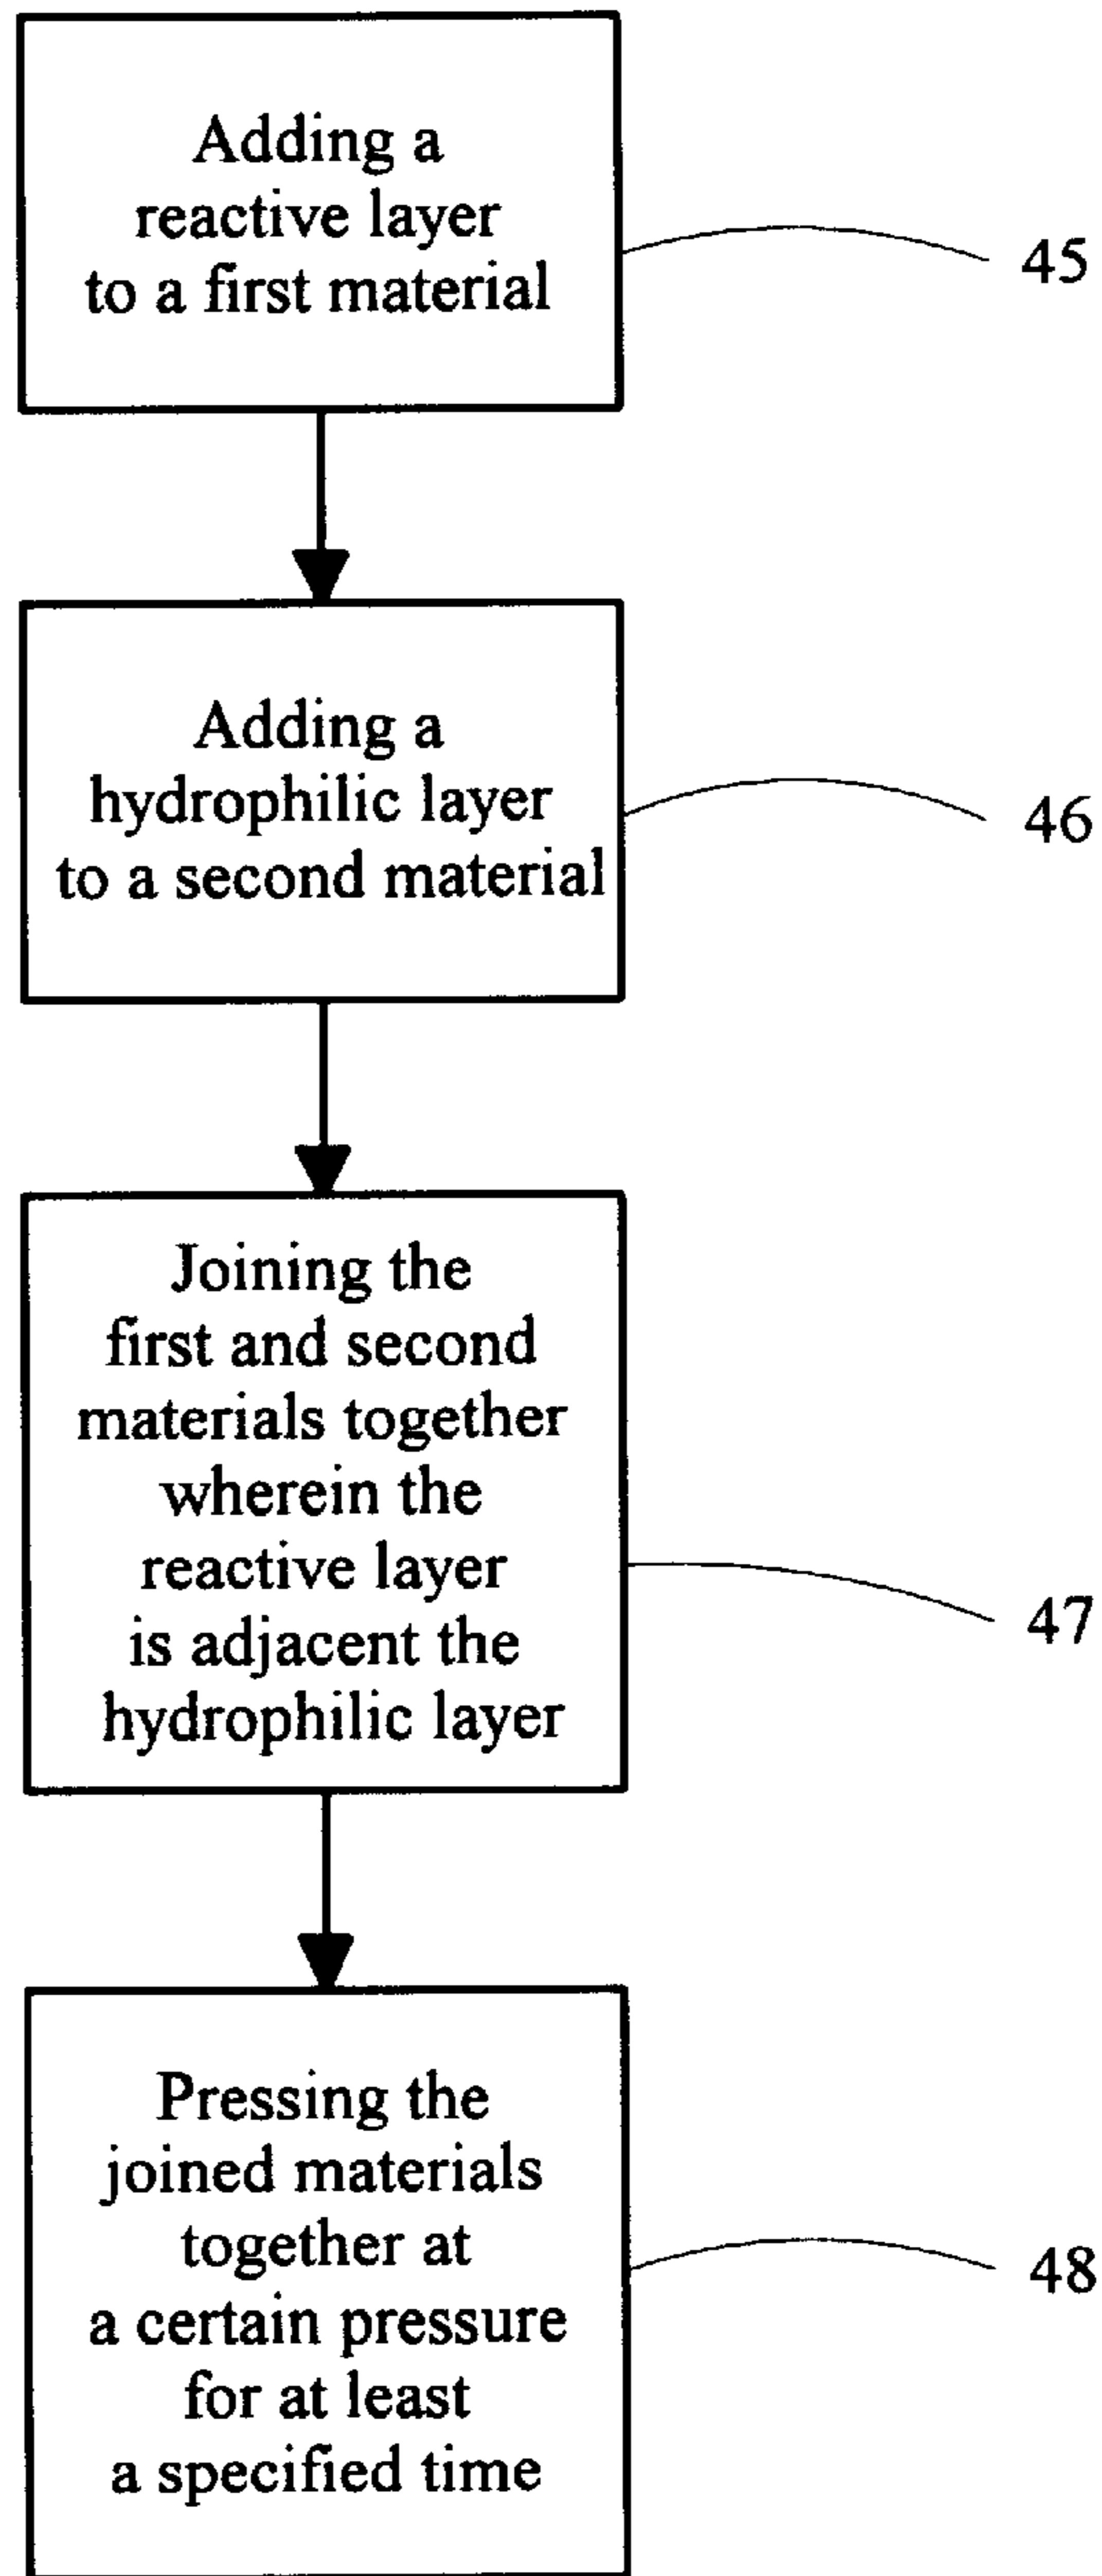 Adding a
reactive layer
to a first material
45
Adding a
hydrophilic layer
to a second material
46
Joining the
first and second
materials together
wherein the
reactive layer
is adjacent the
hydrophilic layer
47
Pressing the
joined materials
together at
a certain pressure
for at least
a specified time
48